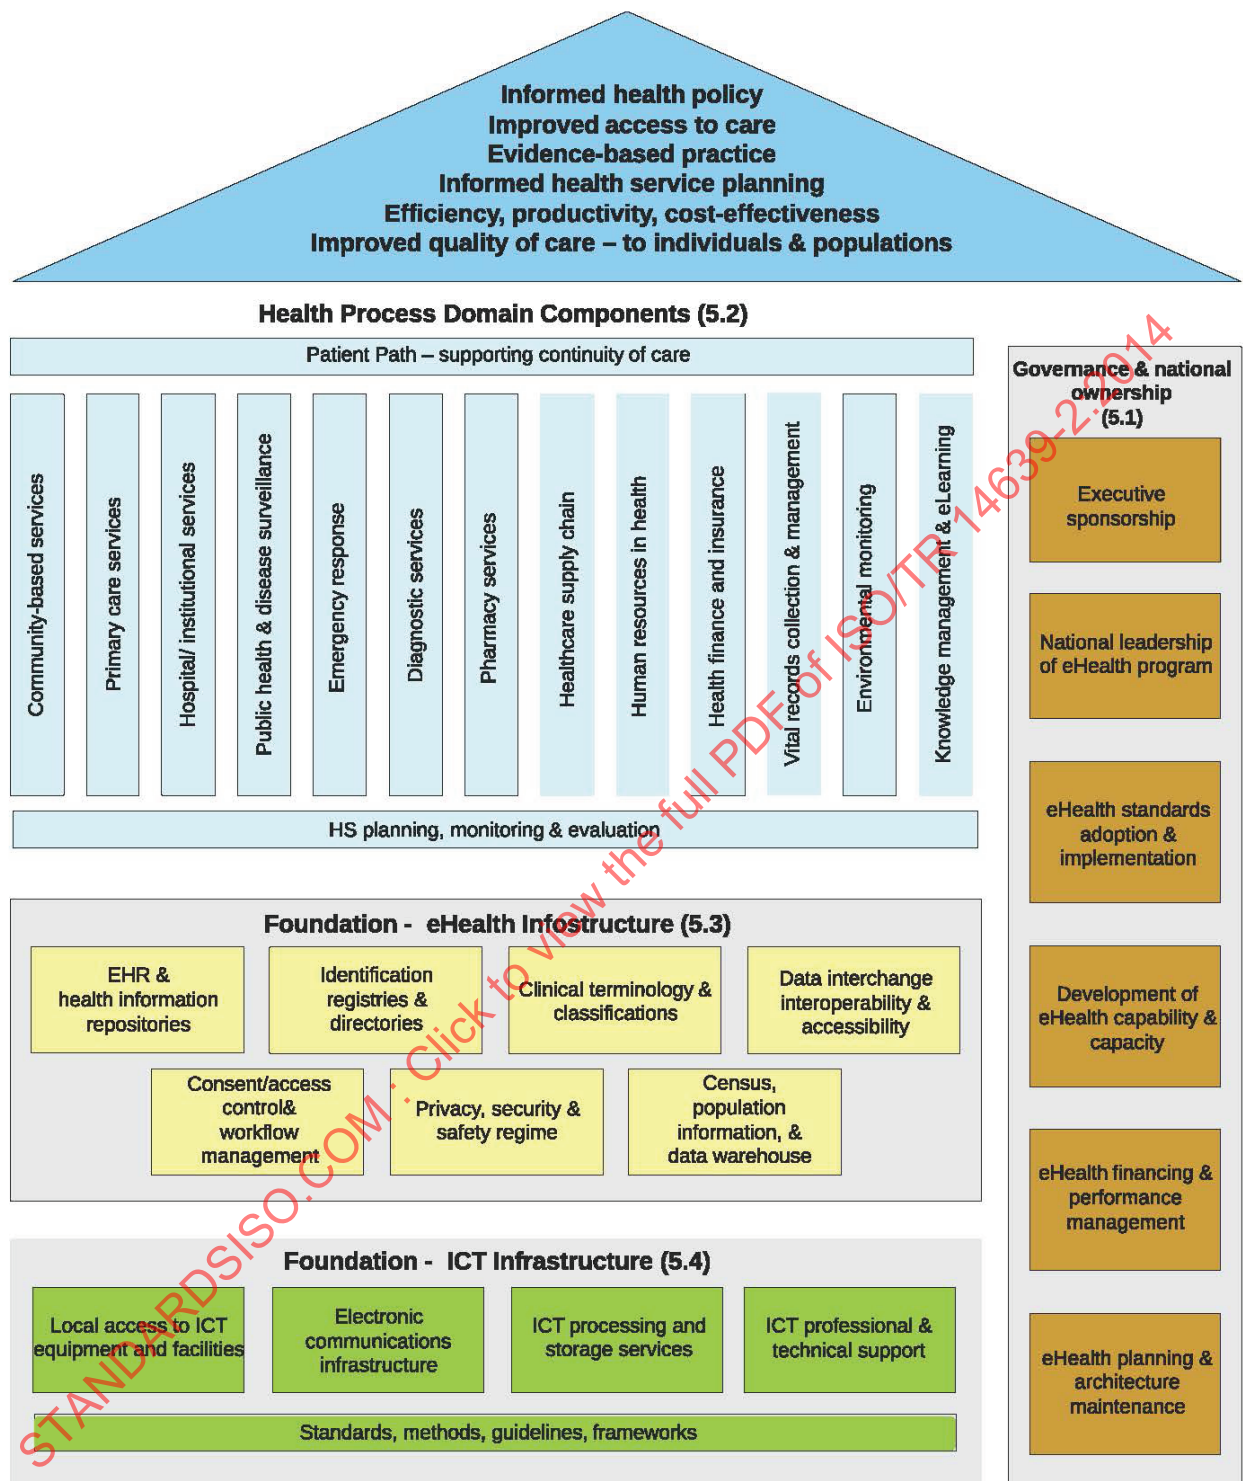 Informed health policy
Improved access to care
Evidence-based practice
Informed health service planning
Efficiency, productivity, cost-effectiveness
Improved quality of care – to individuals & populations
Health Process Domain Components (5.2)
Patient Path – supporting continuity of care
Community-based services
Primary care services
Hospital/ institutional services
Public health & disease surveillance
Emergency response
Diagnostic services
Pharmacy services
Healthcare supply chain
Human resources in health
Health finance and insurance
Vital records collection & management
Environmental monitoring
Knowledge management & eLearning
HS planning, monitoring & evaluation
Governance & national
ownership
(5.1)
Executive
sponsorship
National leadership
of eHealth program
eHealth standards
adoption &
implementation
Development of
eHealth capability &
capacity
eHealth financing &
performance
management
eHealth planning &
architecture
maintenance
Foundation - eHealth Infostructure (5.3)
EHR &
health information
repositories
Identification
registries &
directories
Clinical terminology &
classifications
Data interchange
interoperability &
accessibility
Consent/access
control&
workflow
management
Privacy, security &
safety regime
Census,
population
information, &
data warehouse
Foundation - ICT Infrastructure (5.4)
Local access to ICT
equipment and facilities
Electronic
communications
infrastructure
ICT processing and
storage services
ICT professional &
technical support
Standards, methods, guidelines, frameworks
STANDARDSISO.COM : Click to view the full PDF of ISO/TR 14639-2:2014